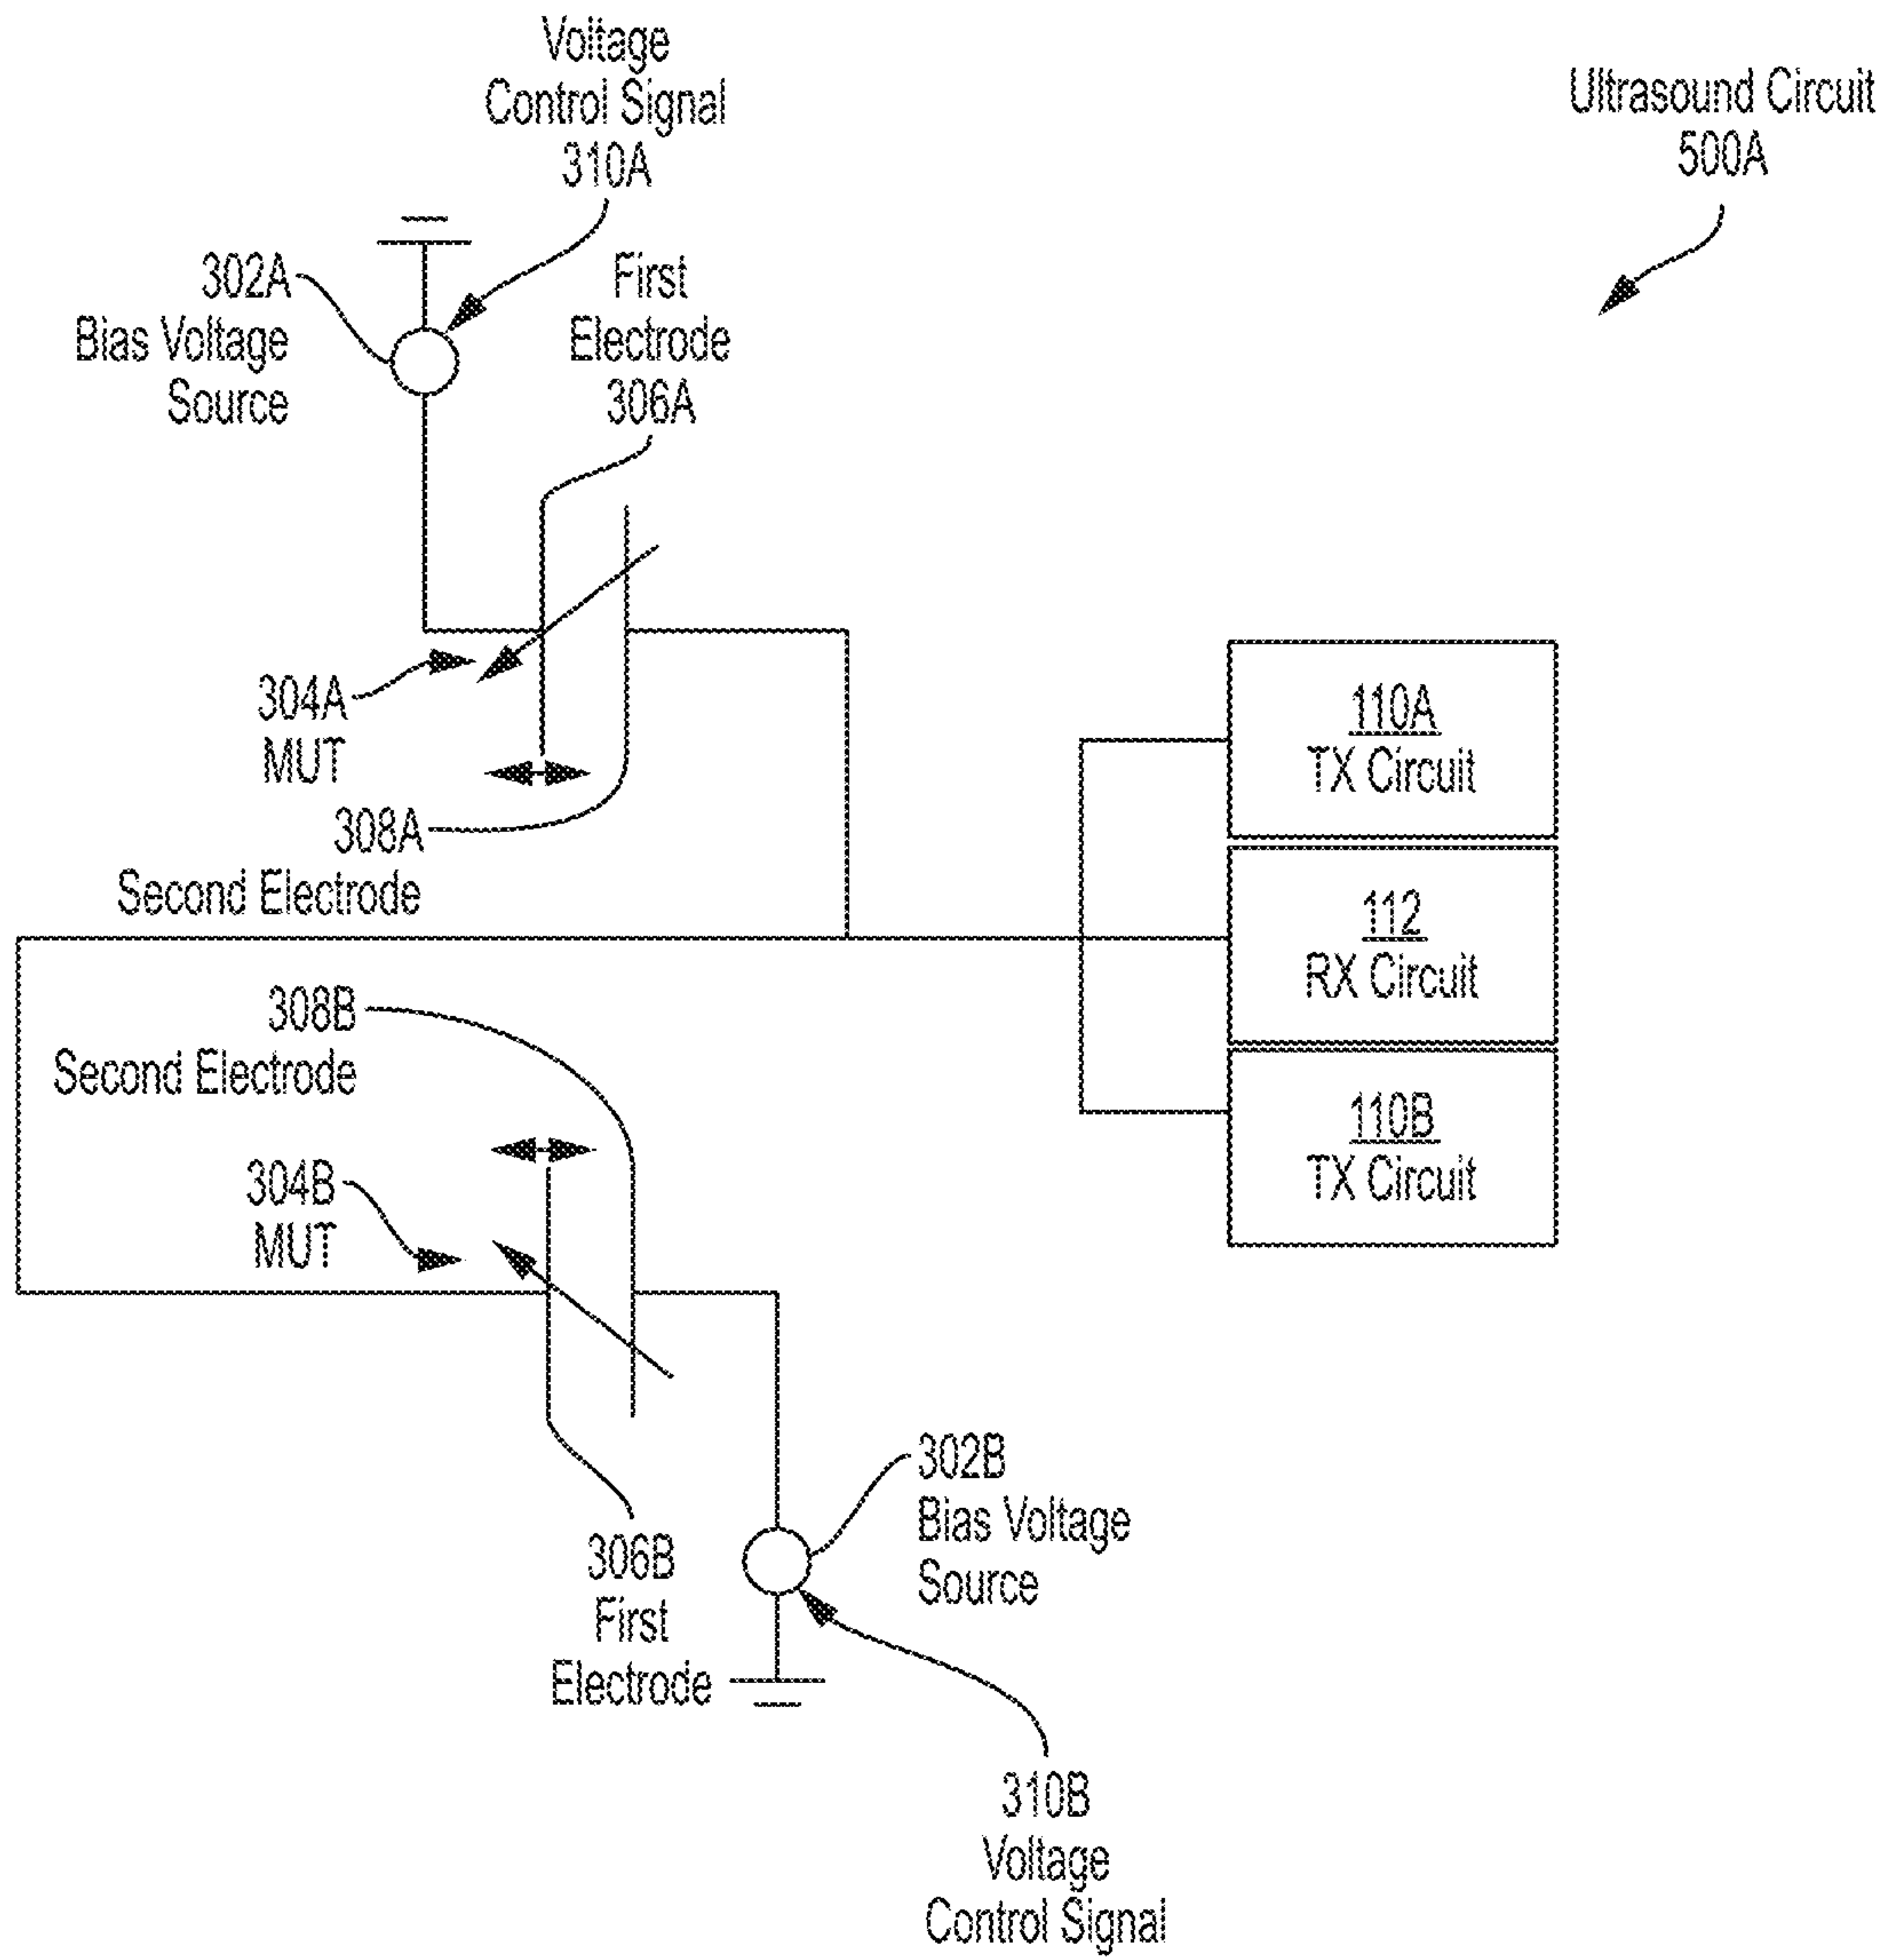 Voltage
Control Signal
310A
Ultrasound Circuit
500A
302A
Bias Voltage
Source
First
Electrode
306A
304A
MUT
308A
Second Electrode
110A
TX Circuit
112
RX Circuit
110B
TX Circuit
308B
Second Electrode
304B
MUT
306B
First
Electrode
302B
Bias Voltage
Source
310B
Voltage
Control Signal